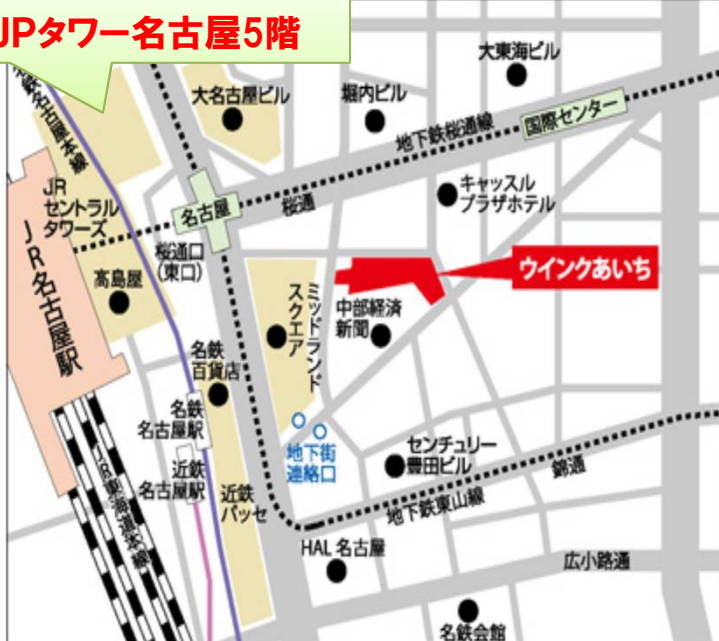 JPタワー名古屋5階
大東海ビル
大名古屋ビル
堀内ビル
国際センター
地下鉄桜通線
名鉄名古屋本線
キャッスル
プラザホテル
JR
セントラル
タワーズ
名古屋
桜通
桜通口
(東口)
JR名古屋駅
高島屋
ウインクあいち
ミッドランド
スクエア
中部経済
新聞
名鉄
百貨店
名鉄
名古屋駅
地下街
連絡口
センチュリー
豊田ビル
錦通
近鉄
名古屋駅
近鉄
パッセ
地下鉄東山線
JR東海道本線
HAL 名古屋
広小路通
名鉄会館